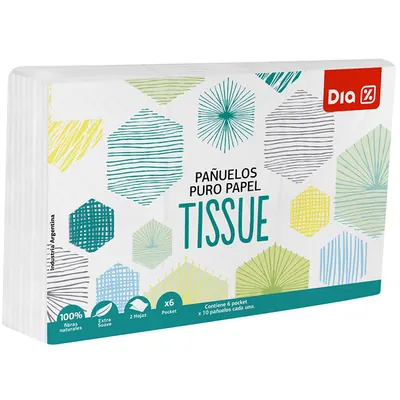 Dia %
PAÑUELOS
PURO PAPEL
TISSUE
Industria Argentina
100%
fibras
naturales
Extra
Suave
2 Hojas
x6
Pocket
Contiene 6 pocket
x 10 pañuelos cada uno.